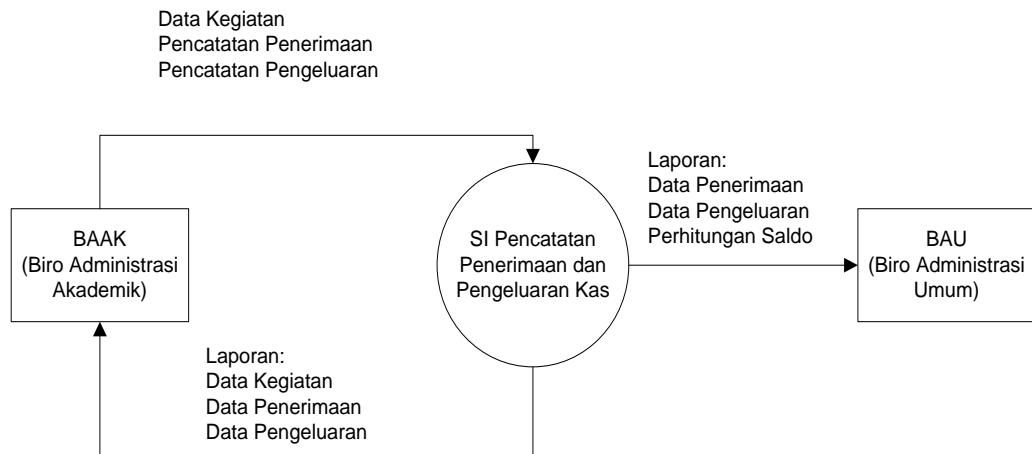 Data Kegiatan
Pencatatan Penerimaan
Pencatatan Pengeluaran
BAAK
(Biro Administrasi
Akademik)
SI Pencatatan
Penerimaan dan
Pengeluaran Kas
Laporan:
Data Penerimaan
Data Pengeluaran
Perhitungan Saldo
BAU
(Biro Administrasi
Umum)
Laporan:
Data Kegiatan
Data Penerimaan
Data Pengeluaran